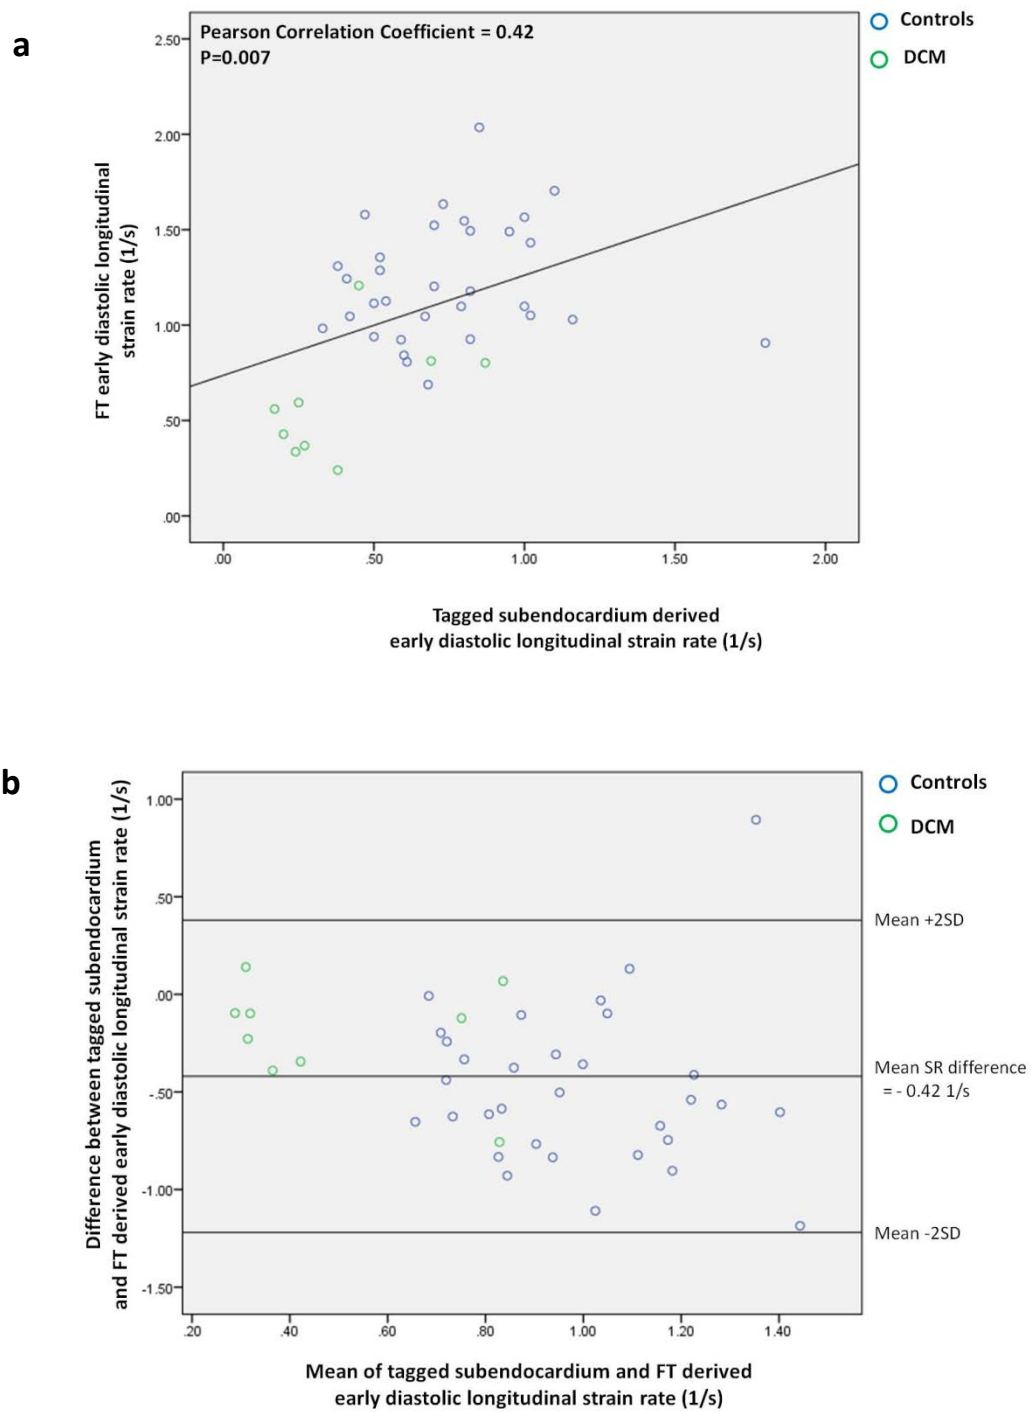 a
Pearson Correlation Coefficient = 0.42
P=0.007
Controls
DCM
FT early diastolic longitudinal
strain rate (1/s)
2.50
2.00
1.50
1.00
.50
.00
.00 .50 1.00 1.50 2.00
Tagged subendocardium derived
early diastolic longitudinal strain rate (1/s)
b
Controls
DCM
Difference between tagged subendocardium
and FT derived early diastolic longitudinal strain rate (1/s)
1.00
.50
.00
-.50
-1.00
-1.50
Mean +2SD
Mean SR difference
= - 0.42 1/s
Mean -2SD
.20 .40 .60 .80 1.00 1.20 1.40
Mean of tagged subendocardium and FT derived
early diastolic longitudinal strain rate (1/s)